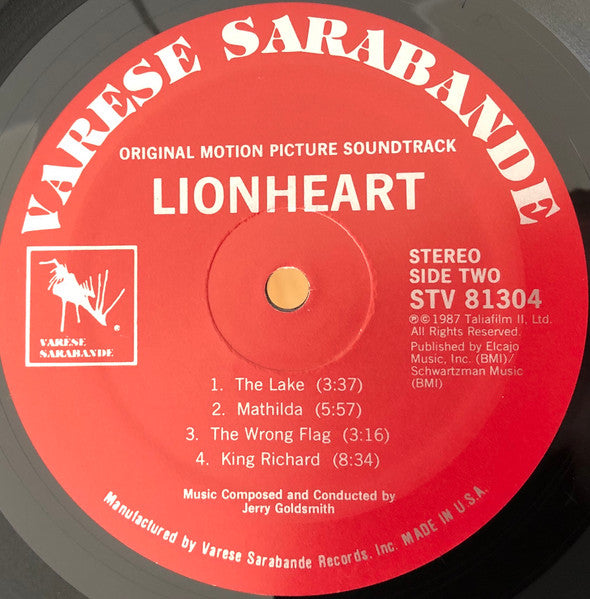 VARESE SARABANDE
ORIGINAL MOTION PICTURE SOUNDTRACK
LIONHEART
VARESE
SARABANDE
STEREO
SIDE TWO
STV 81304
℗©1987 Taliafilm II, Ltd.
All Rights Reserved.
Published by Elcajo
Music, Inc. (BMI)/
Schwartzman Music
(BMI)
1. The Lake (3:37)
2. Mathilda (5:57)
3. The Wrong Flag (3:16)
4. King Richard (8:34)
Music Composed and Conducted by
Jerry Goldsmith
Manufactured by Varese Sarabande Records, Inc. MADE IN U.S.A.